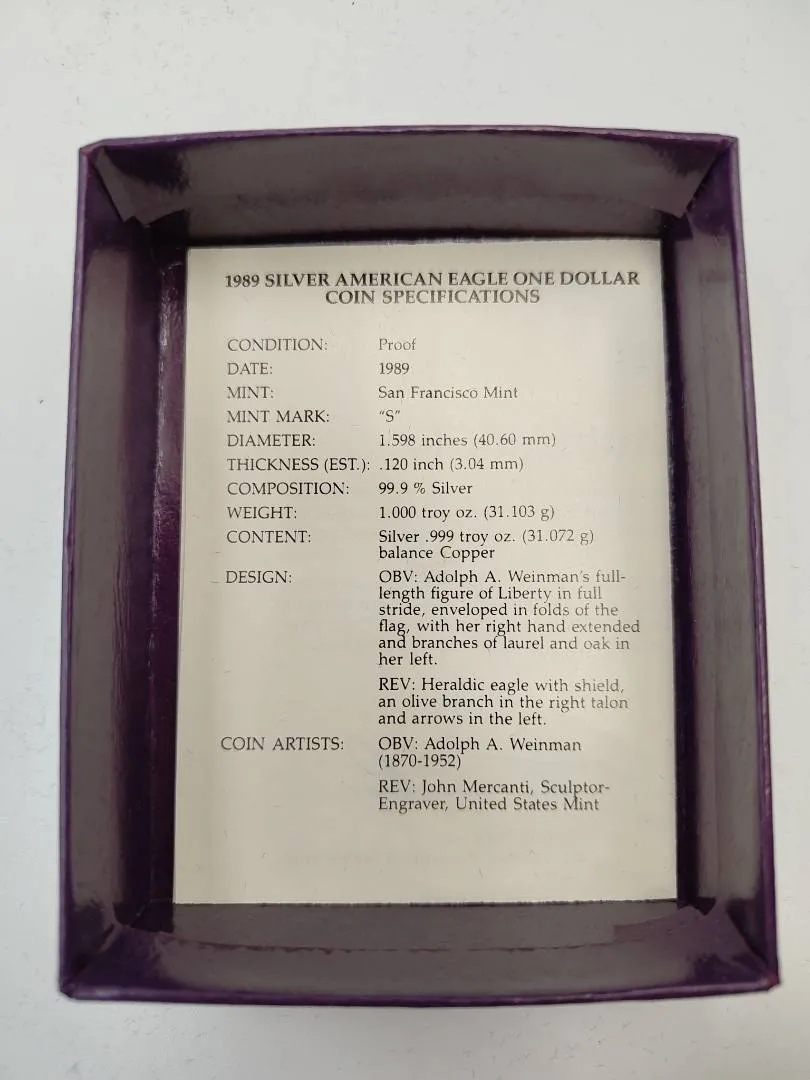 1989 SILVER AMERICAN EAGLE ONE DOLLAR
COIN SPECIFICATIONS
CONDITION: Proof
DATE: 1989
MINT: San Francisco Mint
MINT MARK: “S”
DIAMETER: 1.598 inches (40.60 mm)
THICKNESS (EST.): .120 inch (3.04 mm)
COMPOSITION: 99.9 % Silver
WEIGHT: 1.000 troy oz. (31.103 g)
CONTENT: Silver .999 troy oz. (31.072 g)
balance Copper
DESIGN: OBV: Adolph A. Weinman's full-
length figure of Liberty in full
stride, enveloped in folds of the
flag, with her right hand extended
and branches of laurel and oak in
her left.
REV: Heraldic eagle with shield,
an olive branch in the right talon
and arrows in the left.
COIN ARTISTS: OBV: Adolph A. Weinman
(1870-1952)
REV: John Mercanti, Sculptor-
Engraver, United States Mint